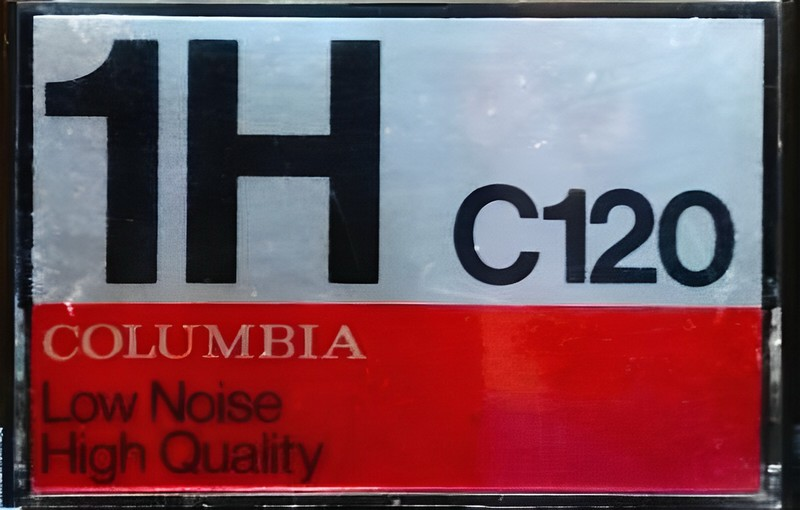 1H
C120
COLUMBIA
Low Noise
High Quality